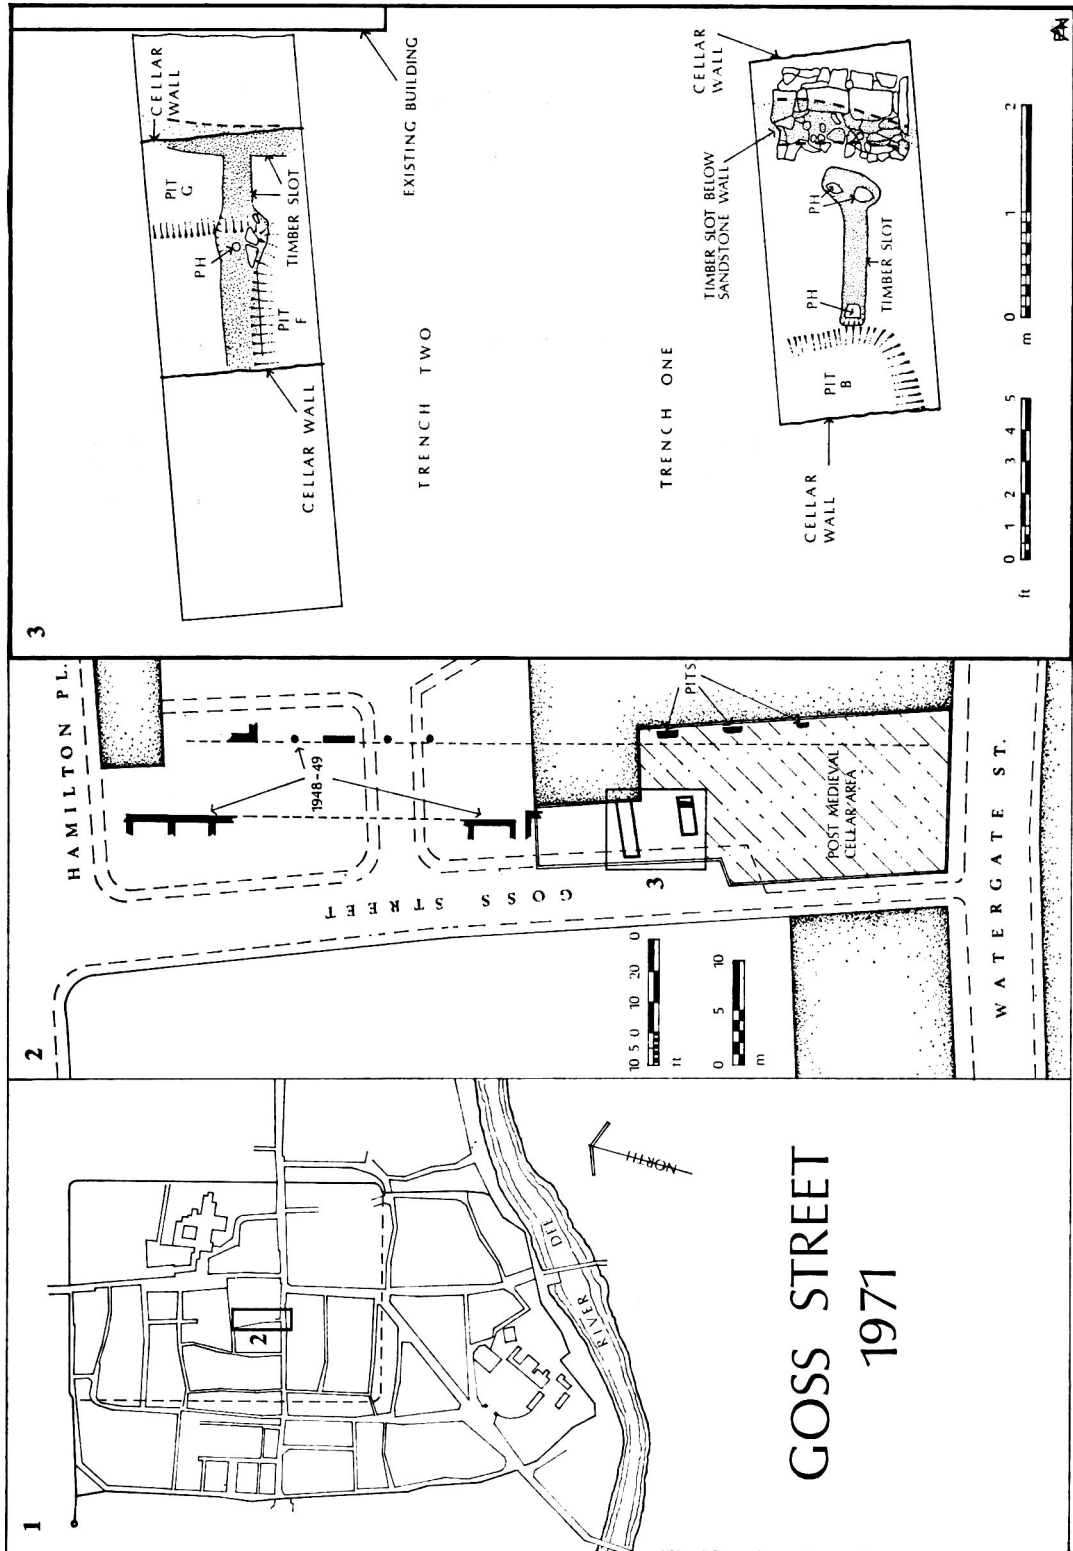 1
2
NORTH
RIVER DEE
GOSS STREET
1971
2
HAMILTON PL.
1948-49
GOSS STREET
3
PITS
POST MEDIEVAL
CELLAR AREA
WATERGATE ST.
10 5 0 10 20 0
ft
0 5 10
m
3
CELLAR
WALL
PIT
G
PH
PIT
F
TIMBER SLOT
EXISTING BUILDING
CELLAR WALL
TRENCH TWO
TRENCH ONE
CELLAR
WALL
TIMBER SLOT BELOW
SANDSTONE WALL
PH
PH
TIMBER SLOT
PIT
B
CELLAR
WALL
0 1 2 3 4 5
ft
0 1 2
m